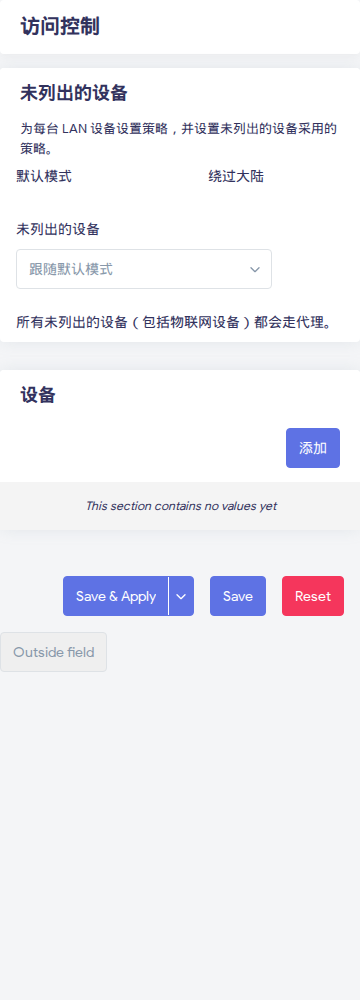 访问控制
未列出的设备
为每台 LAN 设备设置策略，并设置未列出的设备采用的
策略。
默认模式 绕过大陆
未列出的设备
跟随默认模式
所有未列出的设备（包括物联网设备）都会走代理。
设备
添加
This section contains no values yet
Save & Apply Save Reset
Outside field